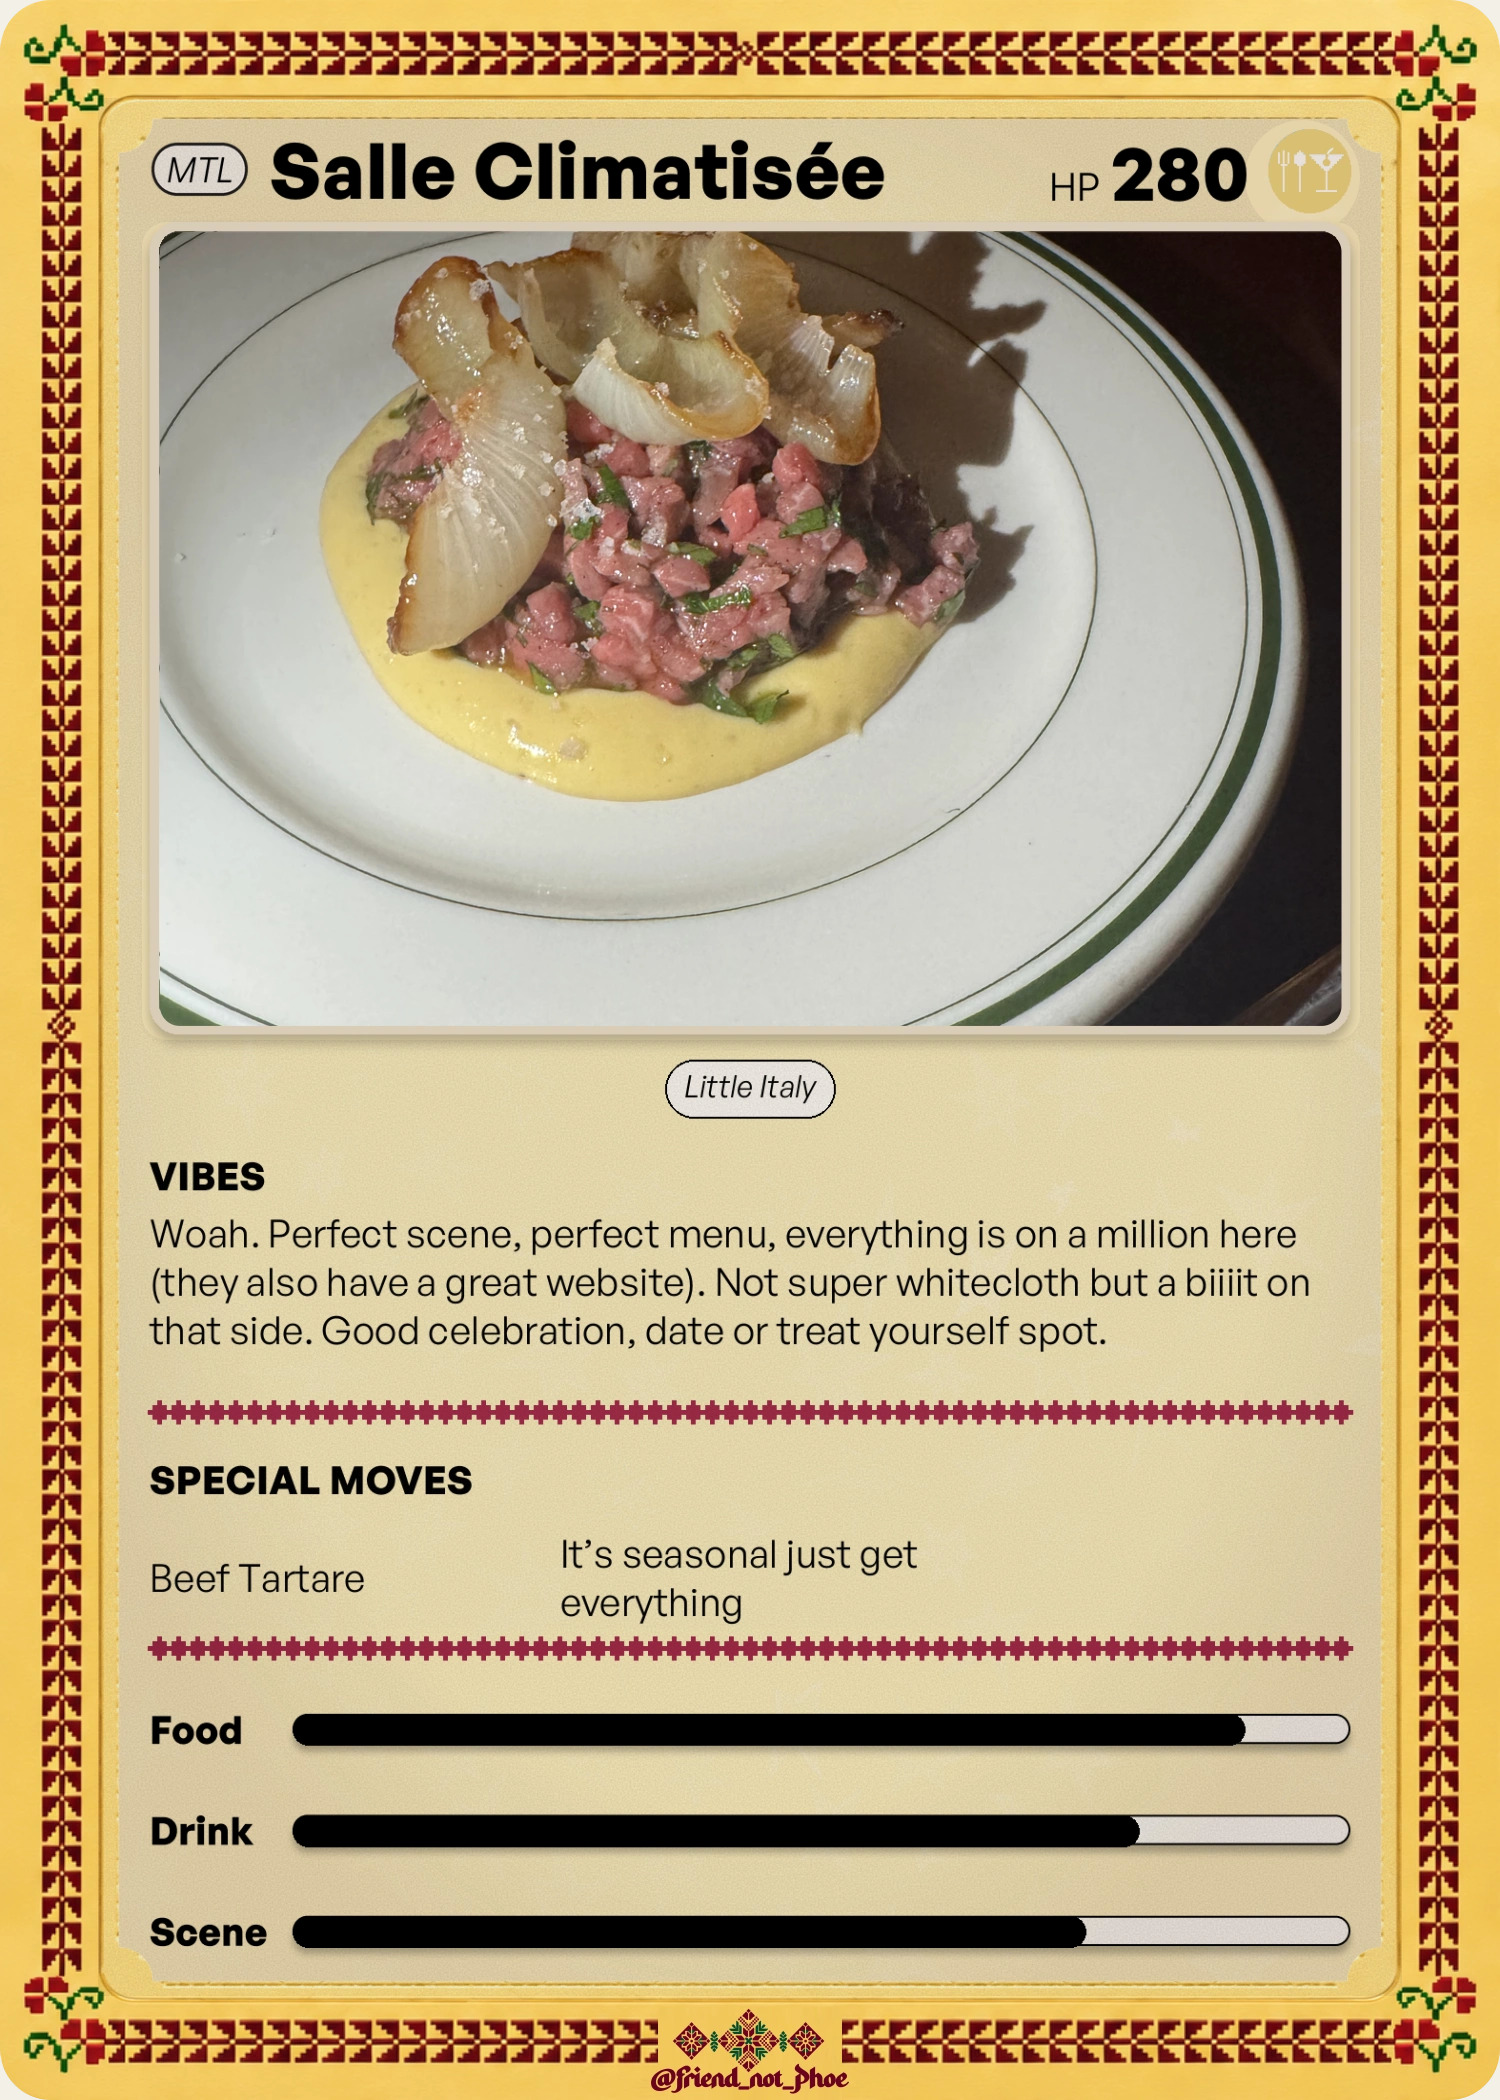 MTL Salle Climatisée HP 280
Little Italy
VIBES
Woah. Perfect scene, perfect menu, everything is on a million here
(they also have a great website). Not super whitecloth but a biiiit on
that side. Good celebration, date or treat yourself spot.
SPECIAL MOVES
Beef Tartare
It's seasonal just get
everything
Food
Drink
Scene
@friend_not_phoe